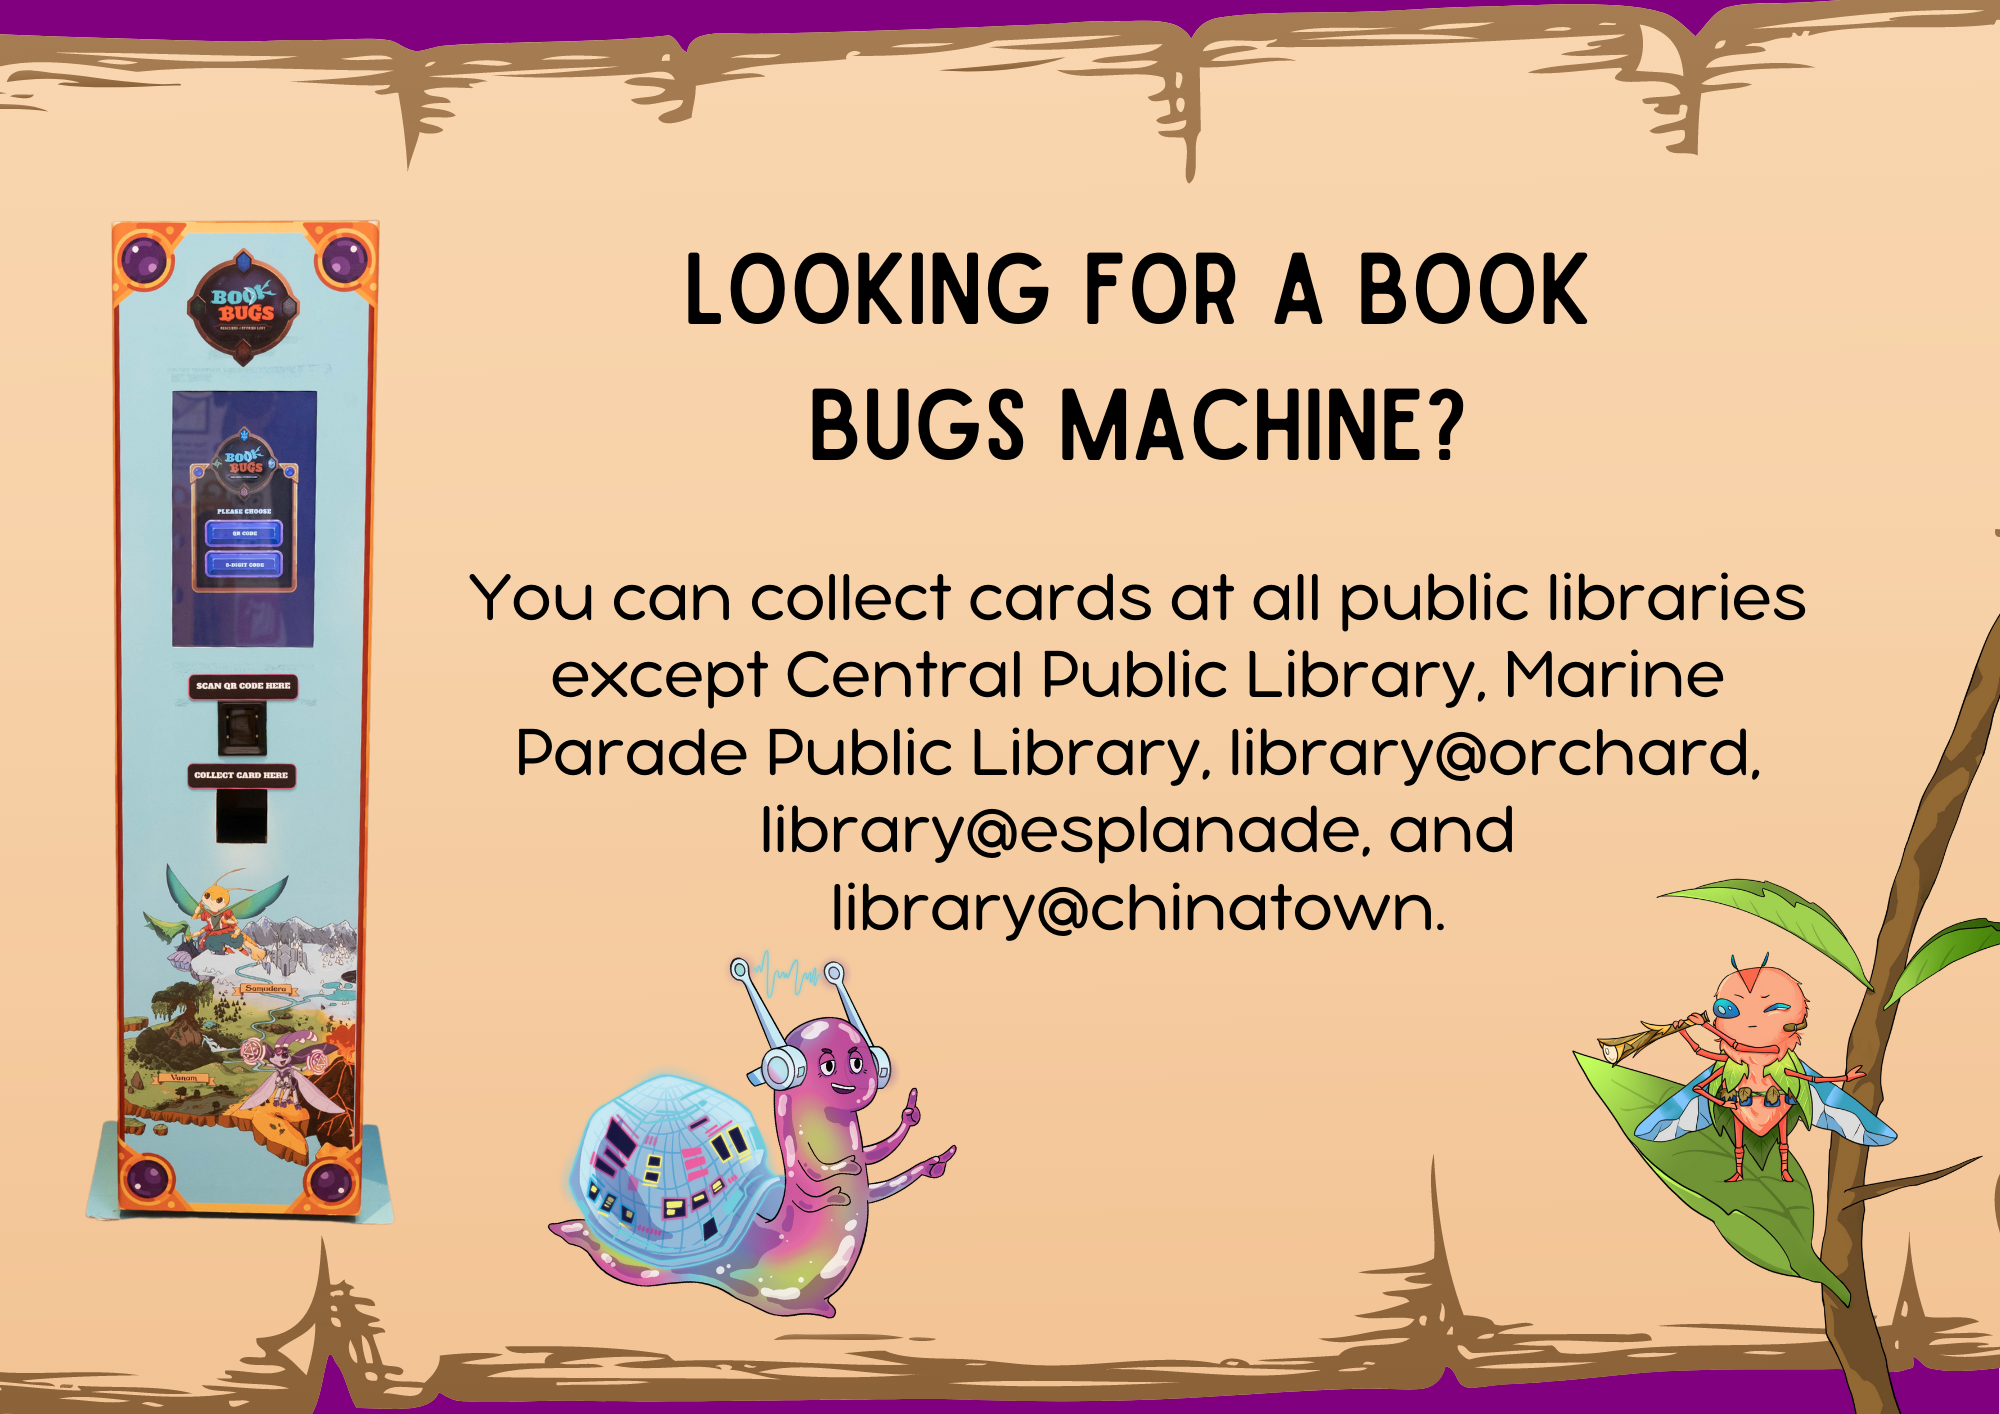 LOOKING FOR A BOOK
BUGS MACHINE?
You can collect cards at all public libraries
except Central Public Library, Marine
Parade Public Library, library@orchard,
library@esplanade, and
library@chinatown.
BOOK
BUGS
BOOK
BUGS
PLEASE CHOOSE
QR CODE
SCAN QR CODE HERE
COLLECT CARD HERE
Samudera
Vanam